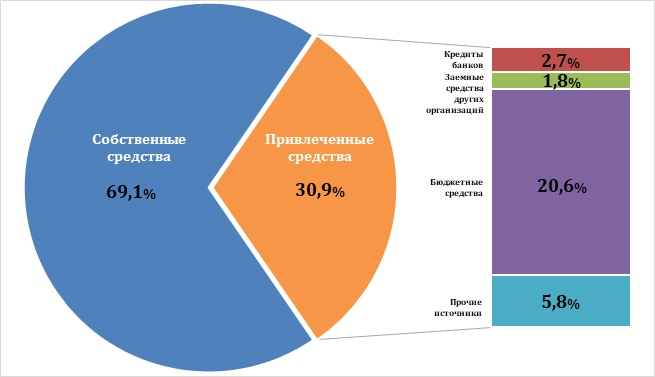 Собственные
средства
69,1%
Привлеченные
средства
30,9%
Кредиты
банков
2,7%
Заемные
средства
других
организаций
1,8%
Бюджетные
средства
20,6%
Прочие
источники
5,8%